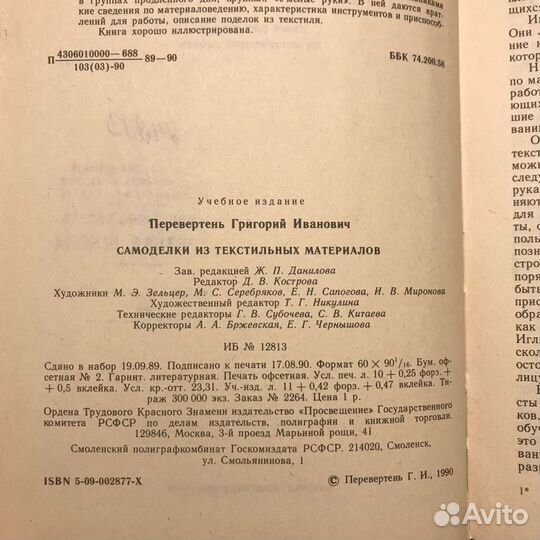 в группах продлённого дня, кружках
ние сведения по материаловедению, характеристика инструментов и приспособ-
лений для работы, описание поделок из текстиля.
Книга хорошо иллюстрирована.
П 4306010000—688 89—90
103(03)-90
ББК 74.200.58
Учебное издание
Перевертень Григорий Иванович
САМОДЕЛКИ ИЗ ТЕКСТИЛЬНЫХ МАТЕРИАЛОВ
Зав. редакцией Ж. П. Данилова
Редактор Д. В. Кострова
Художники М. Э. Зельцер, М. С. Серебряков, Е. Н. Сапогова, И. В. Миронова
Художественный редактор Т. Г. Никулина
Технические редакторы Г. В. Субочева, С. В. Китаева
Корректоры А. А. Бржевская, Е. Г. Чернышова
ИБ № 12813
Сдано в набор 19.09.89. Подписано к печати 17.08.90. Формат 60 × 90 1/16. Бум. оф-
сетная № 2. Гарнит. литературная. Печать офсетная. Усл. печ. л. 10 + 0,25 форз. +
+ 0,5 вклейка. Усл. кр.-отт. 23,31. Уч.-изд. л. 11 + 0,42 форз. + 0,47 вклейка. Ти-
раж 300 000 экз. Заказ № 2264. Цена 1 р.
Ордена Трудового Красного Знамени издательство «Просвещение» Государственного
комитета РСФСР по делам издательств, полиграфии и книжной торговли.
129846, Москва, 3-й проезд Марьиной рощи, 41
Смоленский полиграфкомбинат Госкомиздата РСФСР. 214020, Смоленск,
ул. Смольянинова, 1
ISBN 5-09-002877-X
© Перевертень Г. И., 1990
1*
Avito